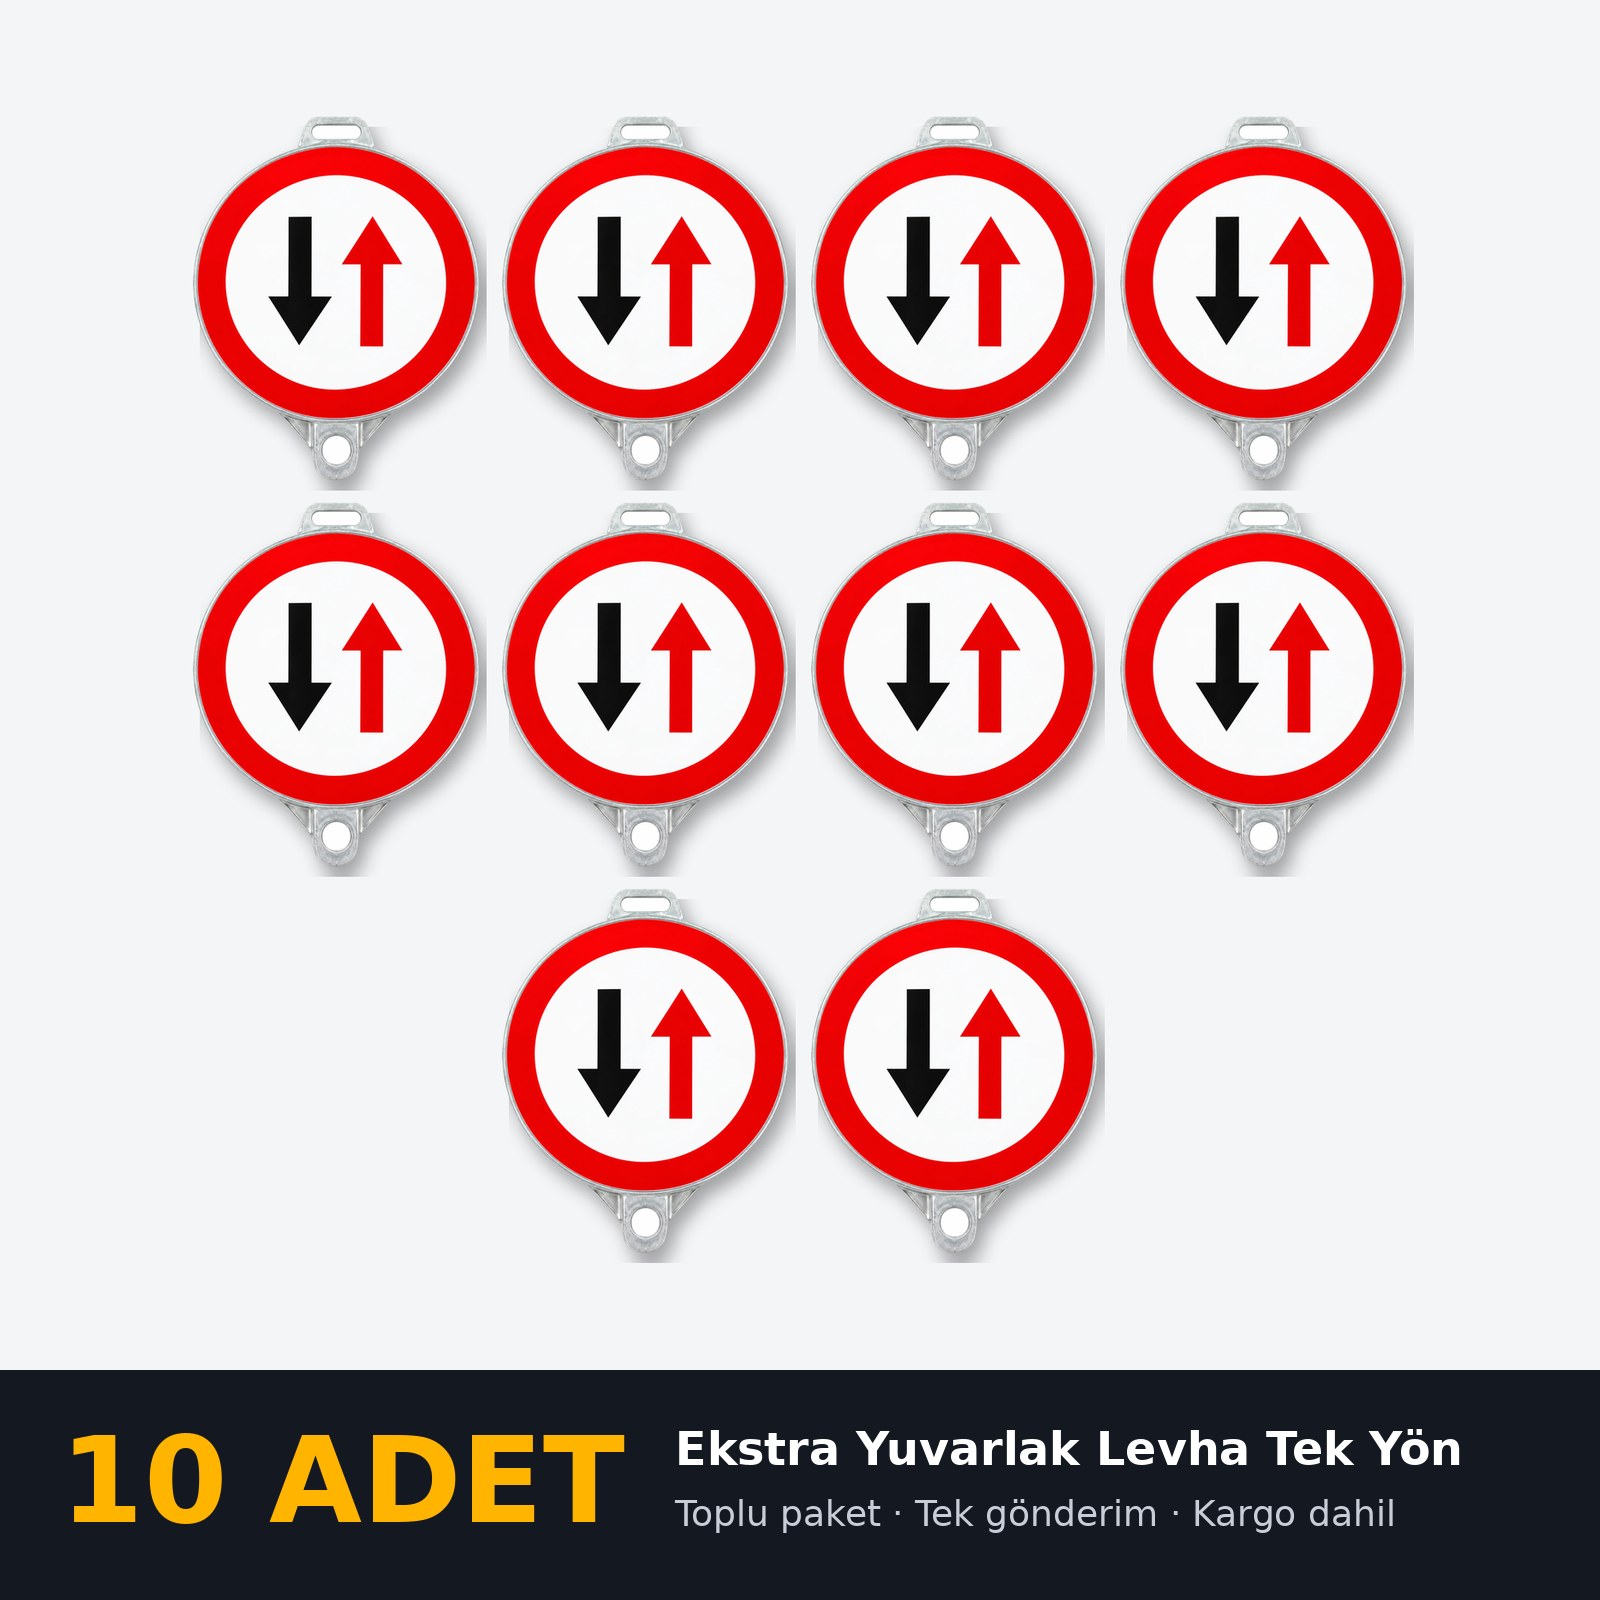 10 ADET
Ekstra Yuvarlak Levha Tek Yön
Toplu paket · Tek gönderim · Kargo dahil